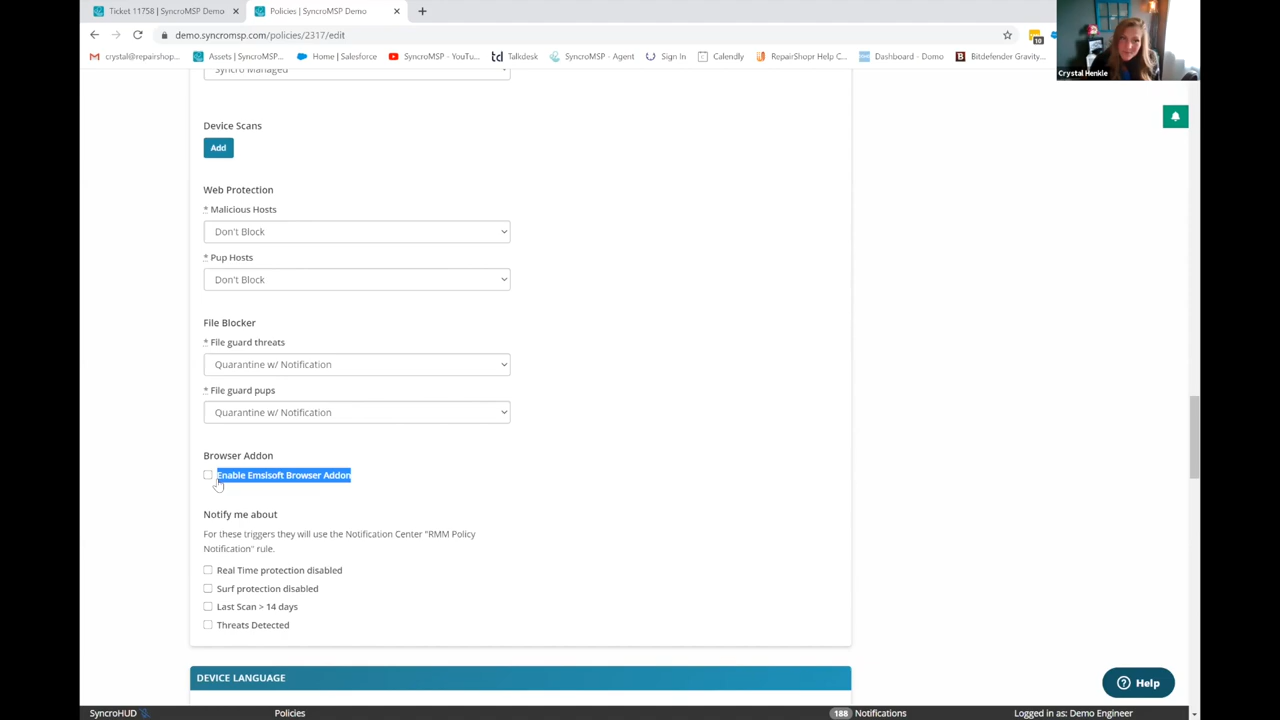 Ticket 11758 | SyncroMSP Demo
Policies | SyncroMSP Demo
demo.syncromsp.com/policies/2317/edit
10
crystal@repairshop...
Assets | SyncroMSP...
Home | Salesforce
SyncroMSP - YouTu...
Talkdesk
SyncroMSP - Agent
Sign In
Calendly
RepairShopr Help C...
Dashboard - Domo
Bitdefender Gravity...
Crystal Henkle
Syncro Managed
Device Scans
Add
Web Protection
* Malicious Hosts
Don't Block
* Pup Hosts
Don't Block
File Blocker
* File guard threats
Quarantine w/ Notification
* File guard pups
Quarantine w/ Notification
Browser Addon
Enable Emsisoft Browser Addon
Notify me about
For these triggers they will use the Notification Center "RMM Policy
Notification" rule.
Real Time protection disabled
Surf protection disabled
Last Scan > 14 days
Threats Detected
DEVICE LANGUAGE
Help
SyncroHUD
Policies
188 Notifications
Logged in as: Demo Engineer